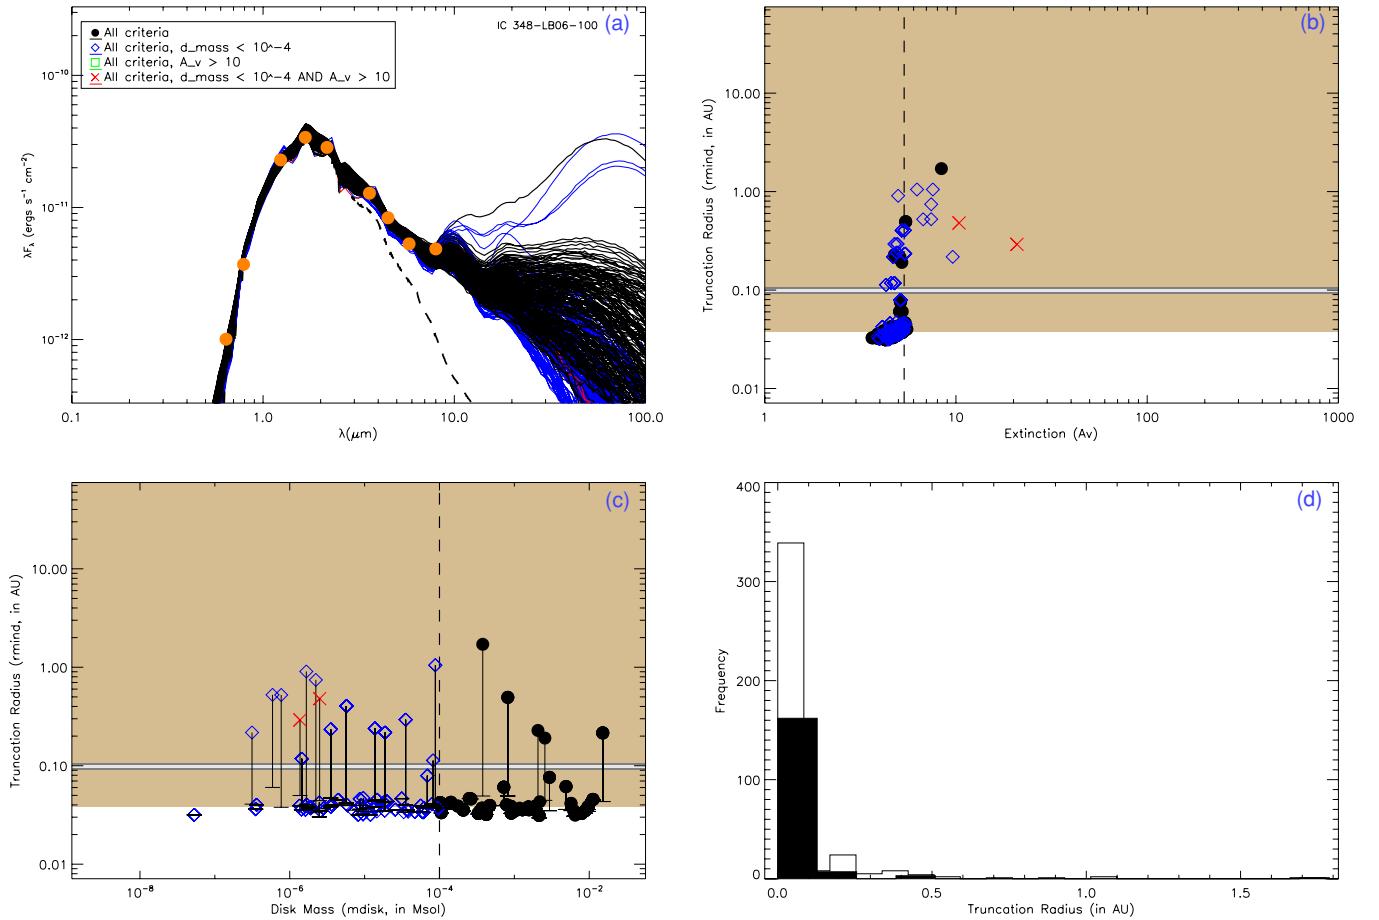 IC 348-LB06-100
(a)
All criteria
All criteria, d_mass < 10^-4
All criteria, A_v > 10
All criteria, d_mass < 10^-4 AND A_v > 10
10⁻¹⁰
10⁻¹¹
10⁻¹²
λFλ (ergs s⁻¹ cm⁻²)
0.1
1.0
10.0
100.0
λ(μm)
(b)
10.00
1.00
0.10
0.01
Truncation Radius (rmind, in AU)
1
10
100
1000
Extinction (Av)
(c)
10.00
1.00
0.10
0.01
Truncation Radius (rmind, in AU)
10⁻⁸
10⁻⁶
10⁻⁴
10⁻²
Disk Mass (mdisk, in Msol)
(d)
400
300
200
100
0
Frequency
0.0
0.5
1.0
1.5
Truncation Radius (in AU)